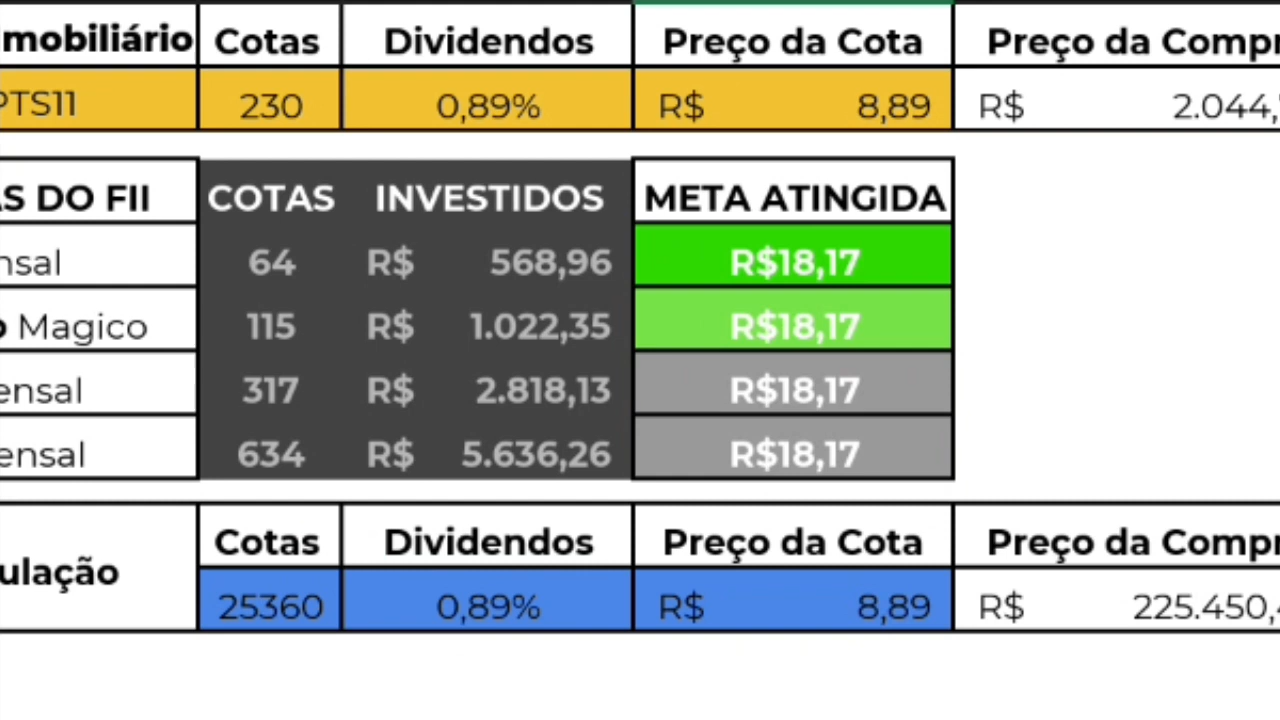 mobiliário Cotas Dividendos Preço da Cota Preço da Compr
PTS11 230 0,89% R$ 8,89 R$ 2.044,
AS DO FII COTAS INVESTIDOS META ATINGIDA
nsal 64 R$ 568,96 R$18,17
o Magico 115 R$ 1.022,35 R$18,17
ensal 317 R$ 2.818,13 R$18,17
ensal 634 R$ 5.636,26 R$18,17
ulação Cotas Dividendos Preço da Cota Preço da Compr
25360 0,89% R$ 8,89 R$ 225.450,4